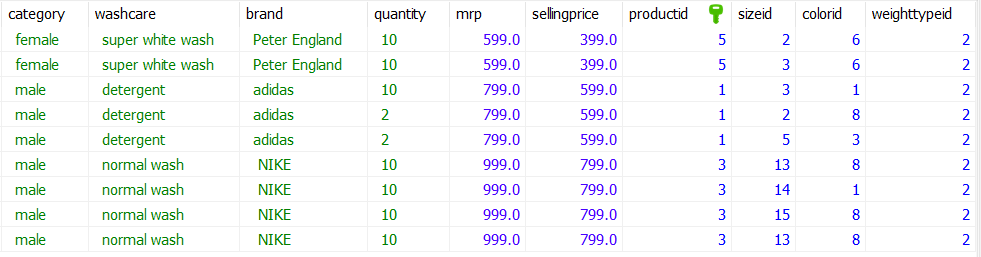 category washcare brand quantity mrp sellingprice productid sizeid colorid weighttypeid
female super white wash Peter England 10 599.0 399.0 5 2 6 2
female super white wash Peter England 10 599.0 399.0 5 3 6 2
male detergent adidas 10 799.0 599.0 1 3 1 2
male detergent adidas 2 799.0 599.0 1 2 8 2
male detergent adidas 2 799.0 599.0 1 5 3 2
male normal wash NIKE 10 999.0 799.0 3 13 8 2
male normal wash NIKE 10 999.0 799.0 3 14 1 2
male normal wash NIKE 10 999.0 799.0 3 15 8 2
male normal wash NIKE 10 999.0 799.0 3 13 8 2